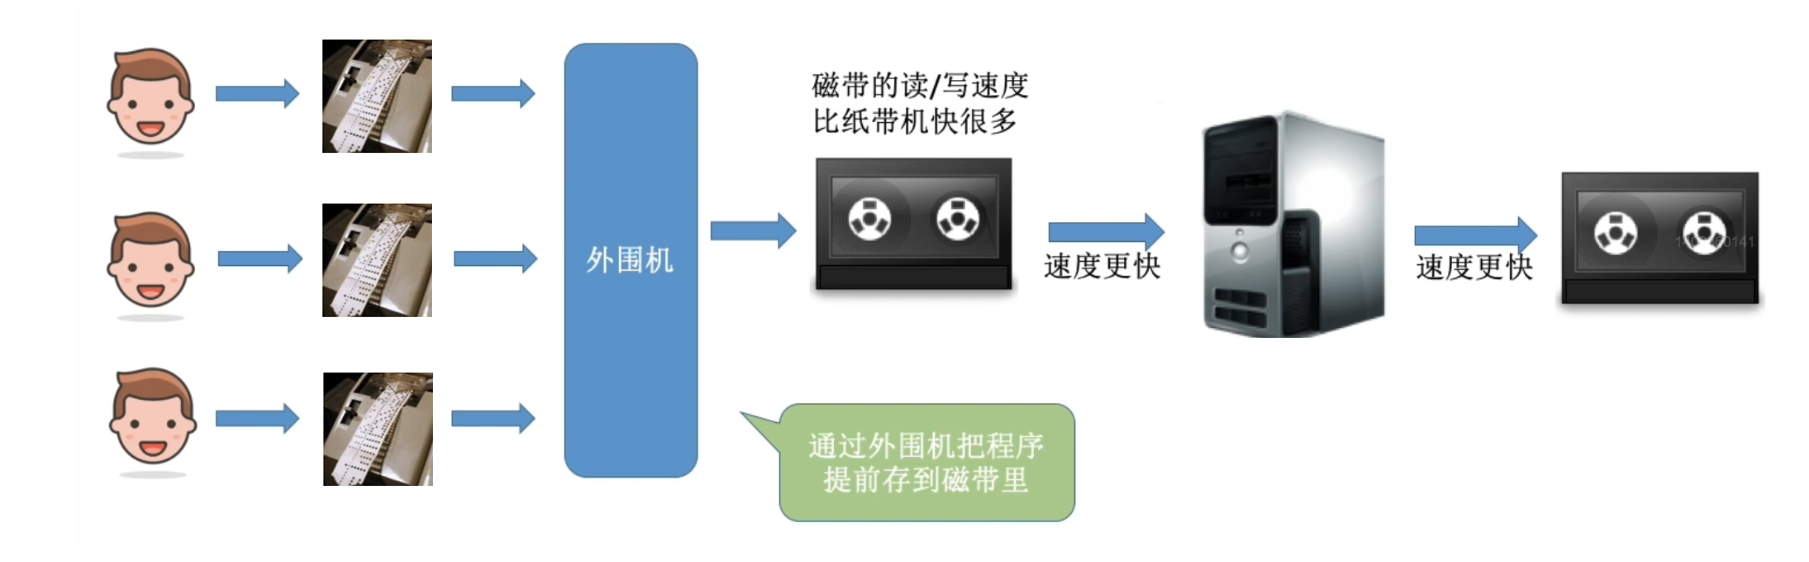 磁带的读/写速度
比纸带机快很多
外围机
速度更快
速度更快
通过外围机把程序
提前存到磁带里